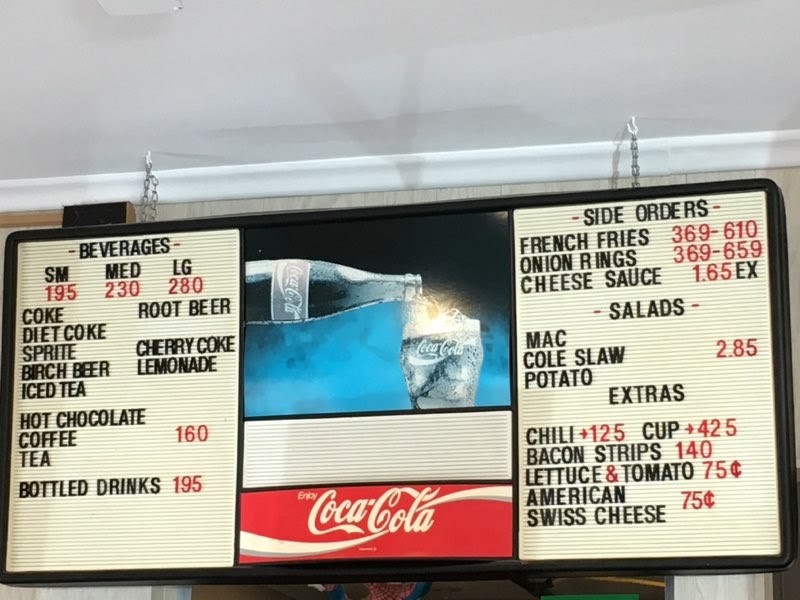 - BEVERAGES -
SM MED LG
195 230 280
COKE ROOT BEER
DIET COKE
SPRITE CHERRY COKE
BIRCH BEER LEMONADE
ICED TEA
HOT CHOCOLATE
COFFEE 160
TEA
BOTTLED DRINKS 195
Coca-Cola
Coca-Cola
Enjoy
Coca-Cola
- SIDE ORDERS -
FRENCH FRIES 369-610
ONION RINGS 369-659
CHEESE SAUCE 1.65 EX
- SALADS -
MAC
COLE SLAW 2.85
POTATO
EXTRAS
CHILI →125 CUP →425
BACON STRIPS 140
LETTUCE & TOMATO 75¢
AMERICAN 75¢
SWISS CHEESE